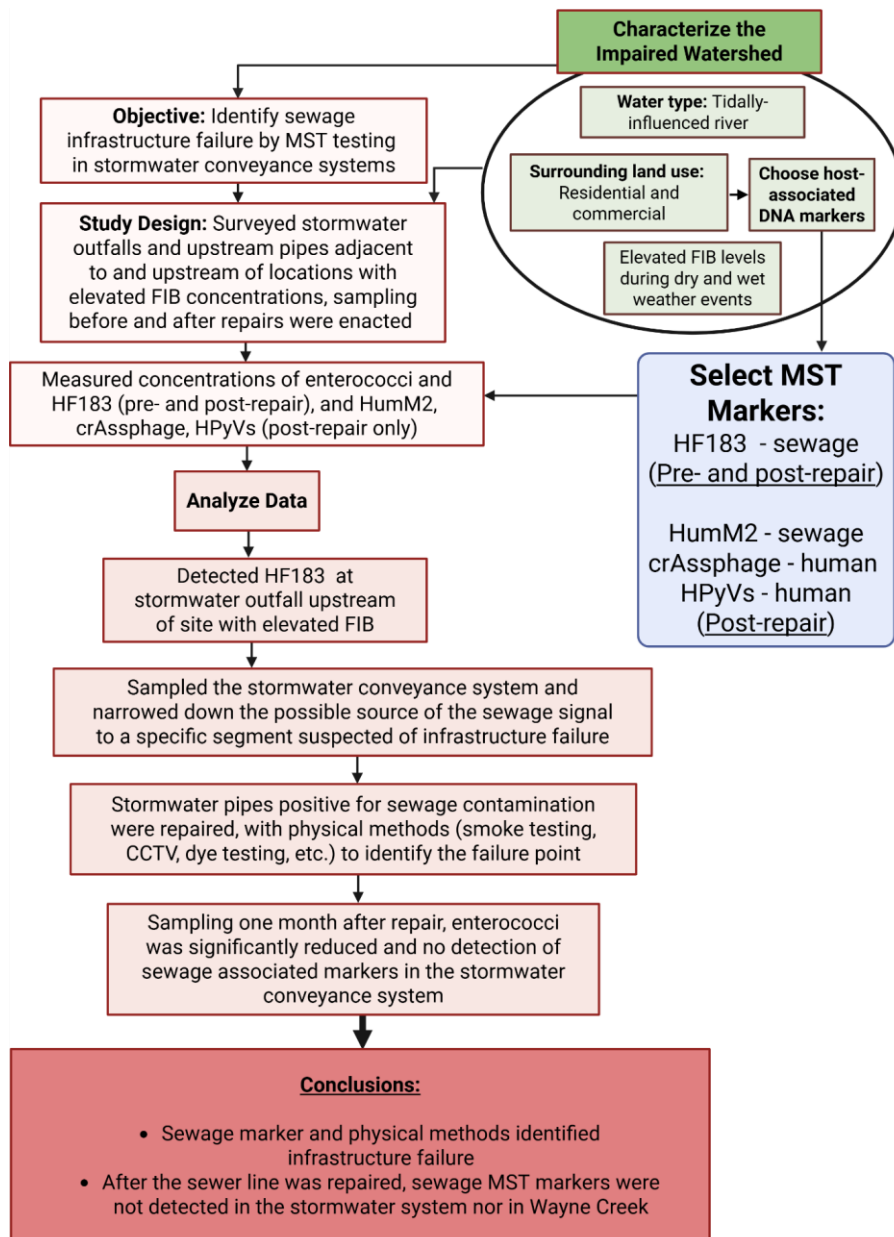 Characterize the
Impaired Watershed
Water type: Tidally-
influenced river
Surrounding land use:
Residential and
commercial
Choose host-
associated
DNA markers
Elevated FIB levels
during dry and wet
weather events
Objective: Identify sewage
infrastructure failure by MST testing
in stormwater conveyance systems
Study Design: Surveyed stormwater
outfalls and upstream pipes adjacent
to and upstream of locations with
elevated FIB concentrations, sampling
before and after repairs were enacted
Select MST
Markers:
HF183 - sewage
(Pre- and post-repair)
HumM2 - sewage
crAssphage - human
HPyVs - human
(Post-repair)
Measured concentrations of enterococci and
HF183 (pre- and post-repair), and HumM2,
crAssphage, HPyVs (post-repair only)
Analyze Data
Detected HF183 at
stormwater outfall upstream
of site with elevated FIB
Sampled the stormwater conveyance system and
narrowed down the possible source of the sewage signal
to a specific segment suspected of infrastructure failure
Stormwater pipes positive for sewage contamination
were repaired, with physical methods (smoke testing,
CCTV, dye testing, etc.) to identify the failure point
Sampling one month after repair, enterococci
was significantly reduced and no detection of
sewage associated markers in the stormwater
conveyance system
Conclusions:
• Sewage marker and physical methods identified
infrastructure failure
• After the sewer line was repaired, sewage MST markers were
not detected in the stormwater system nor in Wayne Creek